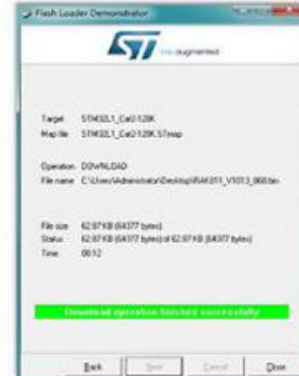 Flash Loader Demonstrator
ST life.augmented
Target STM32L1_Cat2-128K
Map file STM32L1_Cat2-128K.STmap
Operation DOWNLOAD
File name C:\Users\Administrator\Desktop\RAK811_V1013_868.bin
File size 62.87 KB (64377 bytes)
Status 62.87 KB (64377 bytes) of 62.87 KB (64377 bytes)
Time 00:12
Download operation finished successfully
Back Next Cancel Close